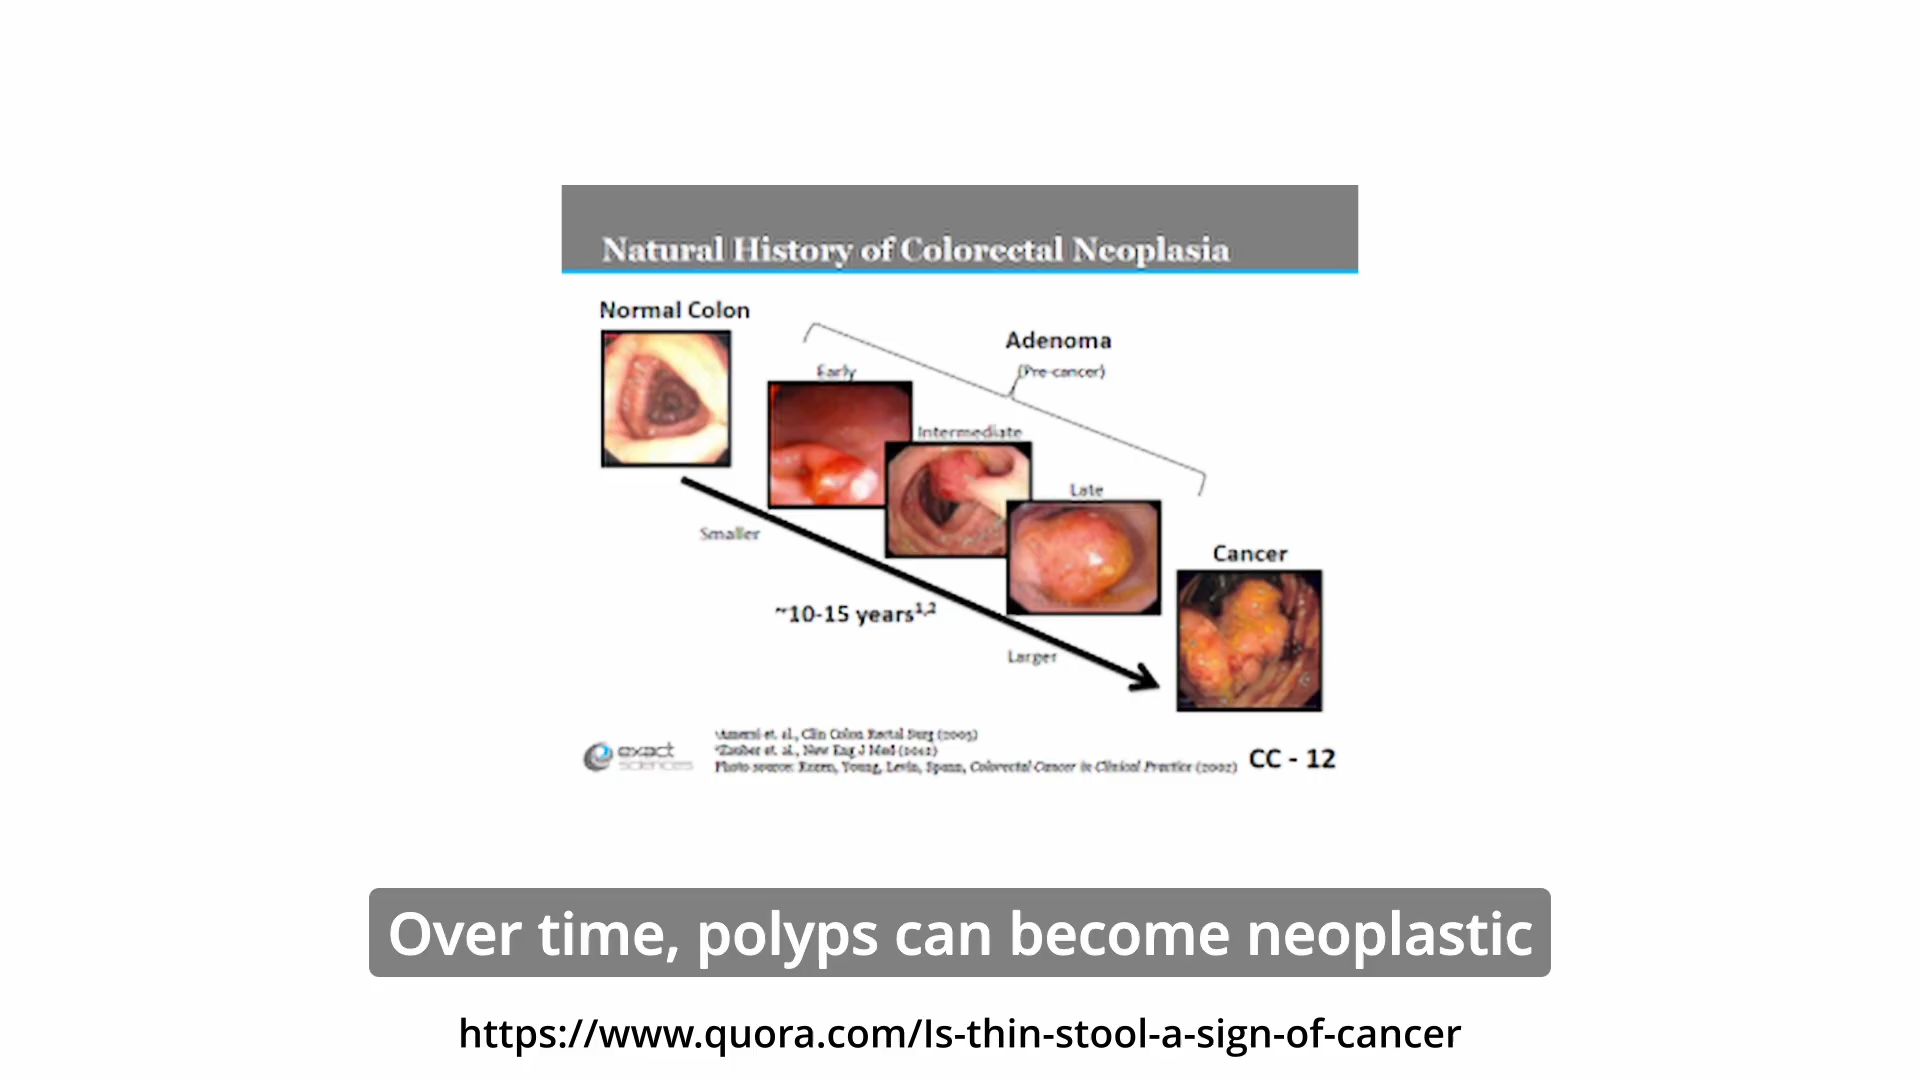 Natural History of Colorectal Neoplasia
Normal Colon
Adenoma
(Pre-cancer)
Early
Intermediate
Late
Smaller
Cancer
~10-15 years1,2
Larger
et. al., Clin Colon Rectal Surg (2005)
Zauber et. al., New Eng J Med (2012)
Photo source: Young, Levin, Colorectal Cancer in Clinical Practice (2002)
exact
sciences
CC - 12
Over time, polyps can become neoplastic
https://www.quora.com/Is-thin-stool-a-sign-of-cancer